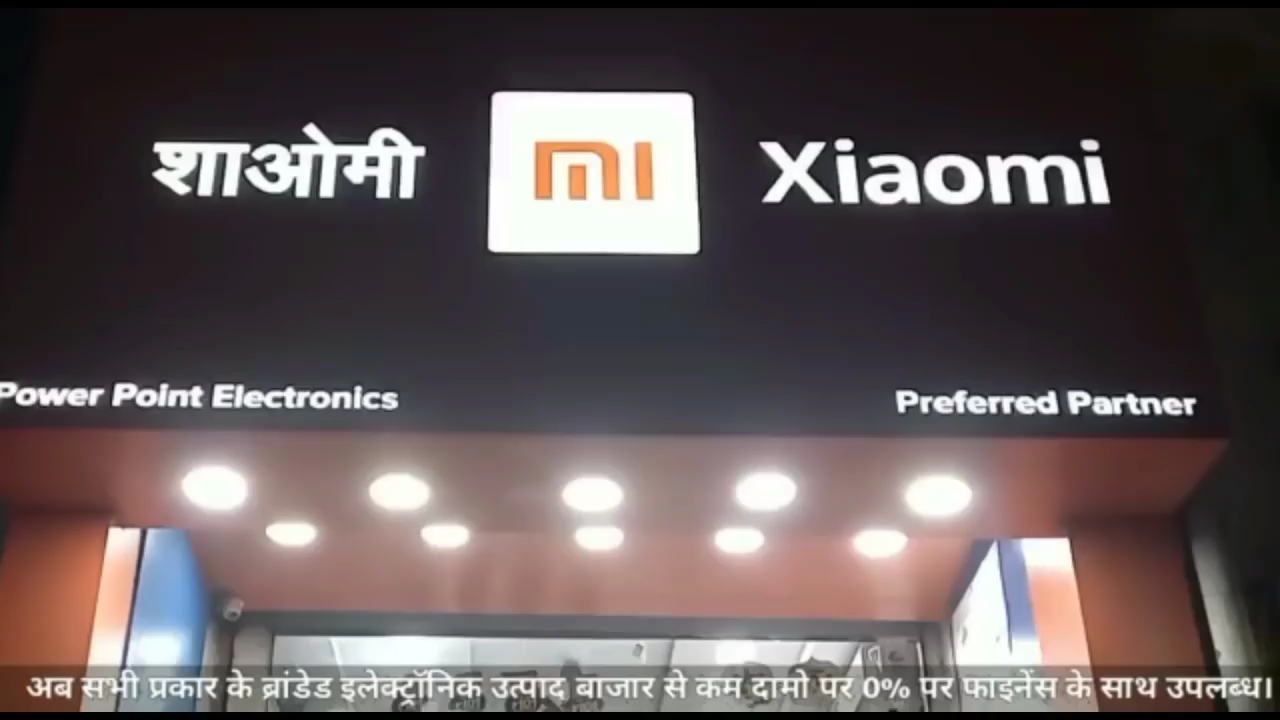 शाओमी mi Xiaomi
Power Point Electronics Preferred Partner
अब सभी प्रकार के ब्रांडेड इलेक्ट्रॉनिक उत्पाद बाजार से कम दामो पर 0% पर फाइनेंस के साथ उपलब्ध।